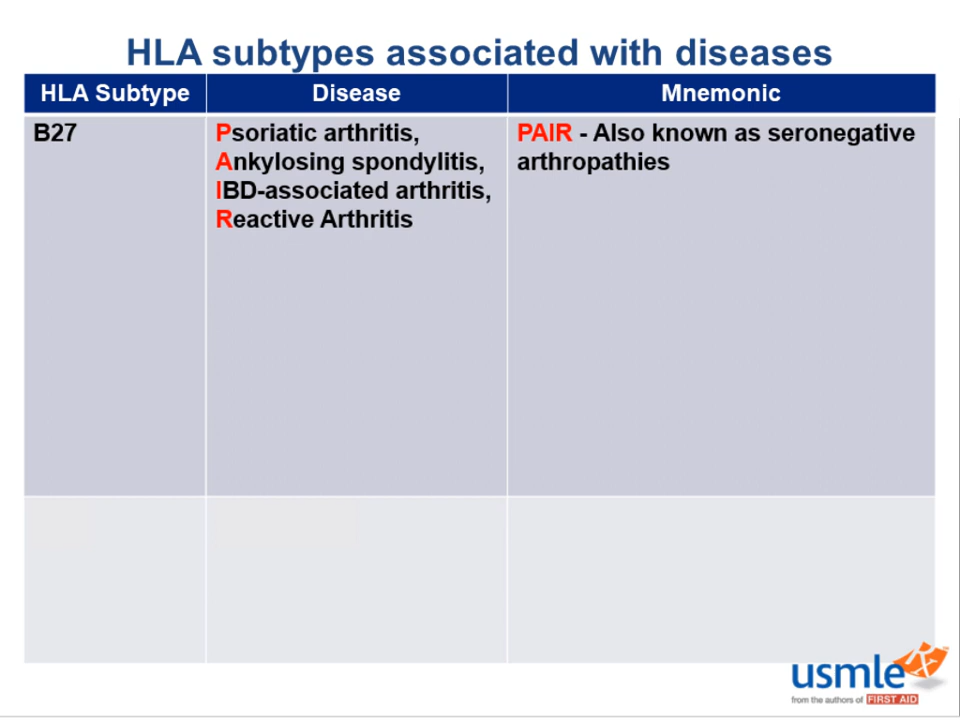 HLA subtypes associated with diseases
HLA Subtype
Disease
Mnemonic
B27
Psoriatic arthritis,
Ankylosing spondylitis,
IBD-associated arthritis,
Reactive Arthritis
PAIR - Also known as seronegative
arthropathies
usmle Rx
from the authors of FIRST AID